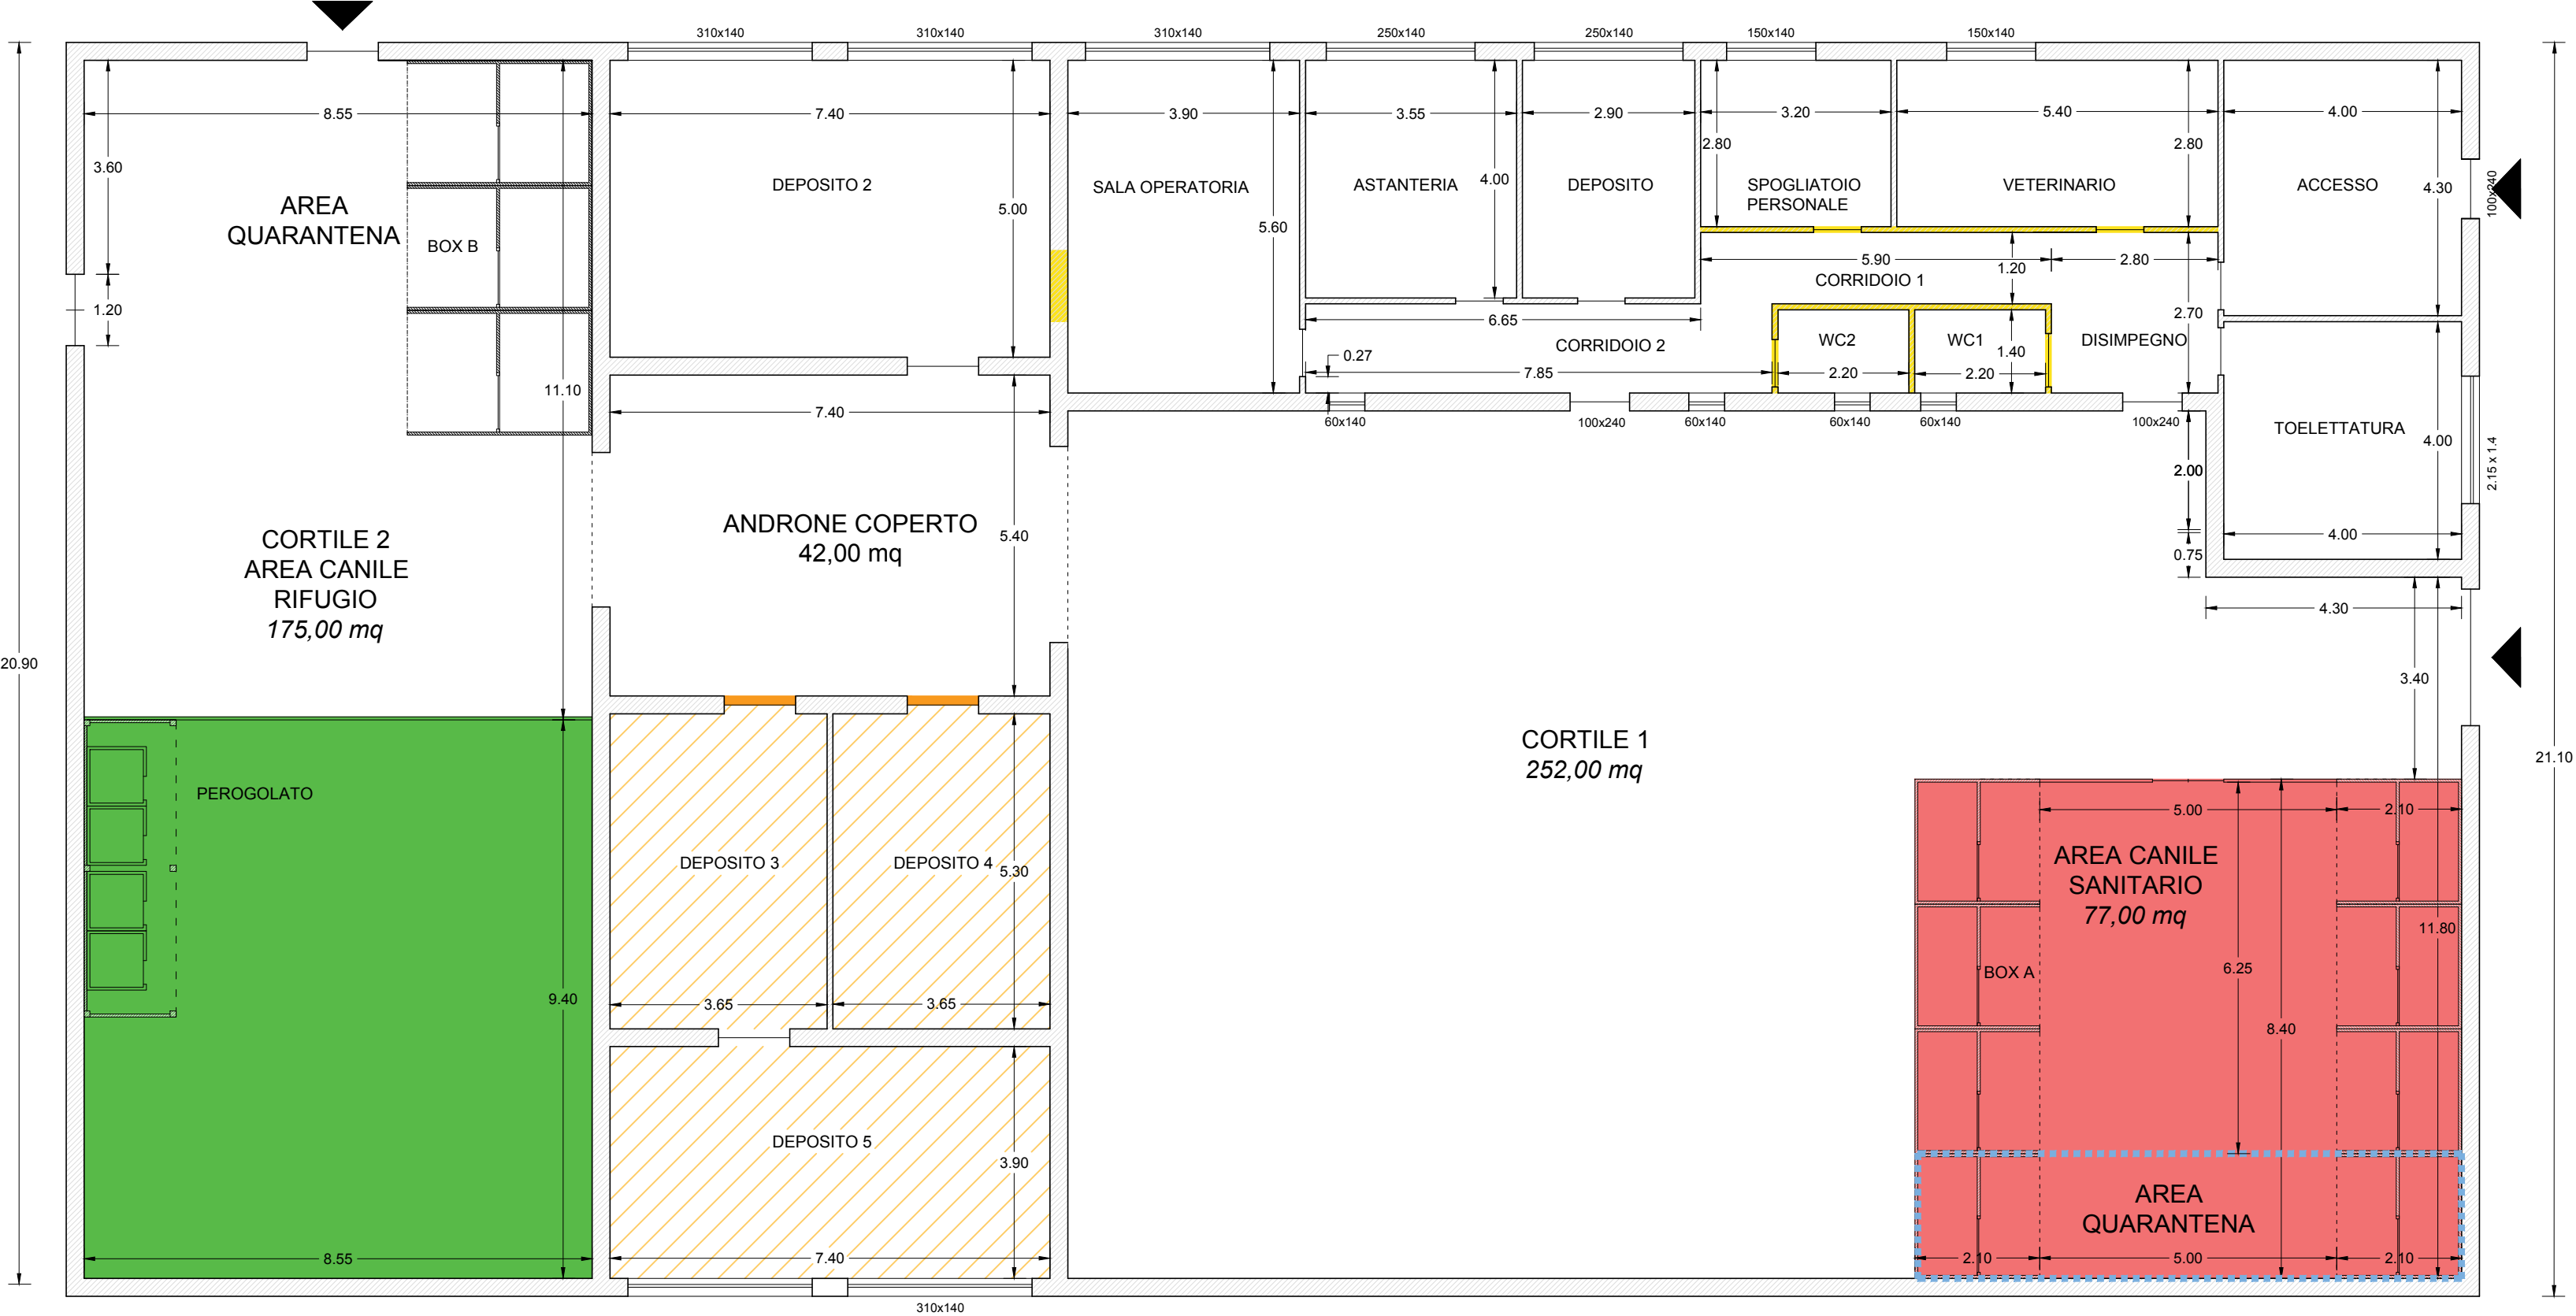 310x140
310x140
310x140
250x140
250x140
150x140
150x140
8.55
7.40
3.90
3.55
2.90
3.20
5.40
4.00
3.60
2.80
2.80
AREA
QUARANTENA
BOX B
DEPOSITO 2
5.00
SALA OPERATORIA
5.60
ASTANTERIA
4.00
DEPOSITO
SPOGLIATOIO
PERSONALE
VETERINARIO
ACCESSO
4.30
100x240
1.20
11.10
5.90
1.20
2.80
CORRIDOIO 1
6.65
2.70
CORRIDOIO 2
0.27
7.85
WC2
2.20
WC1
1.40
2.20
DISIMPEGNO
7.40
60x140
100x240
60x140
60x140
60x140
100x240
TOELETTATURA
4.00
2.15 x 1.4
2.00
4.00
0.75
4.30
CORTILE 2
AREA CANILE
RIFUGIO
175,00 mq
ANDRONE COPERTO
42,00 mq
5.40
20.90
3.40
21.10
CORTILE 1
252,00 mq
PEROGOLATO
9.40
8.55
DEPOSITO 3
DEPOSITO 4
5.30
3.65
3.65
DEPOSITO 5
3.90
7.40
310x140
5.00
2.10
AREA CANILE
SANITARIO
77,00 mq
11.80
BOX A
6.25
8.40
AREA
QUARANTENA
2.10
5.00
2.10